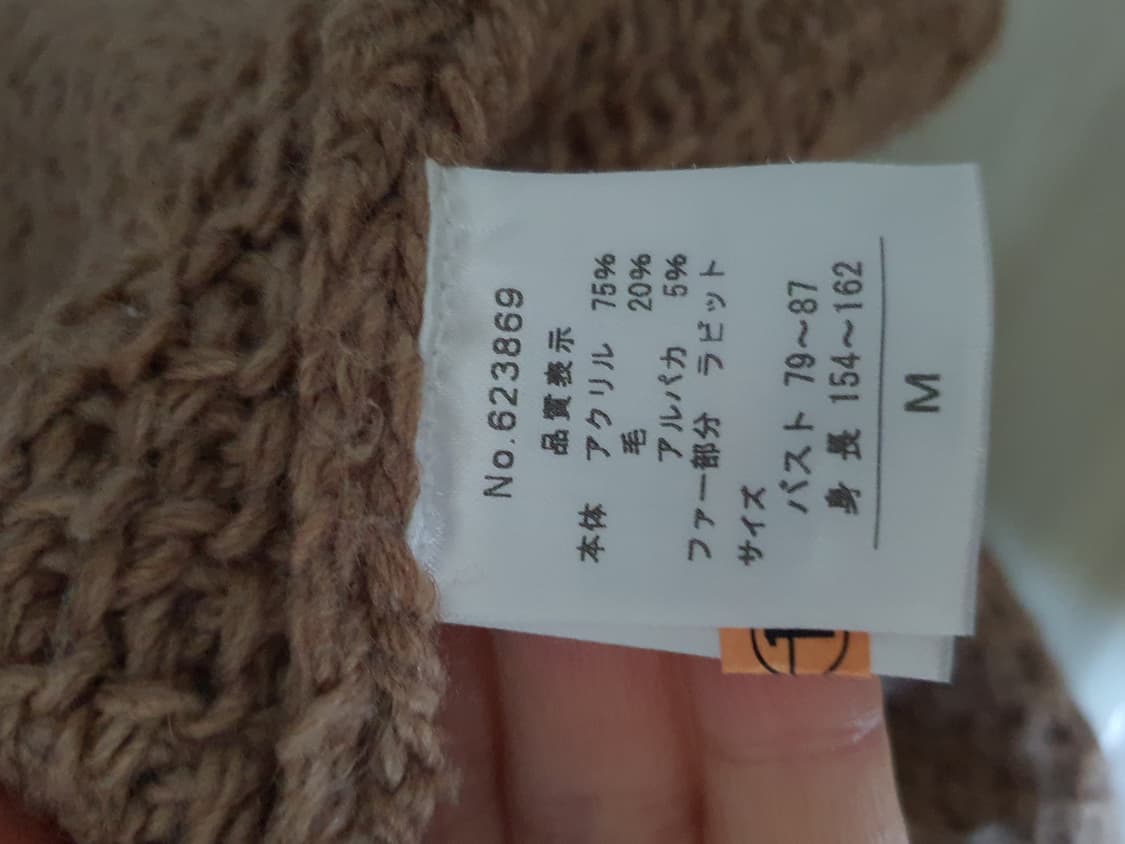 No.623869
品質表示
本体 アクリル 75%
毛 20%
アルパカ 5%
ファー部分 ラビット
サイズ
バスト 79~87
身長 154~162
M